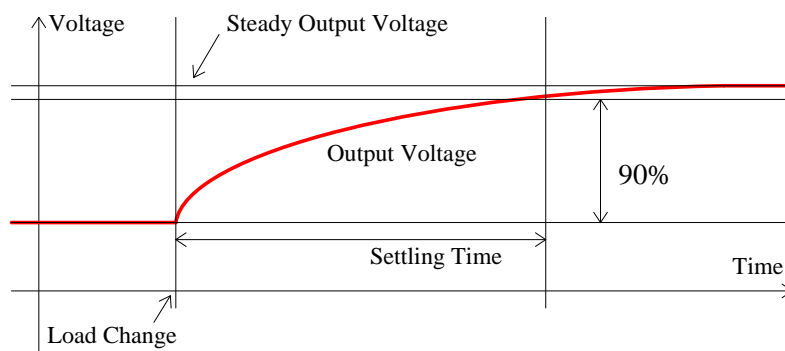 Voltage
Steady Output Voltage
Output Voltage
90%
Settling Time
Time
Load Change